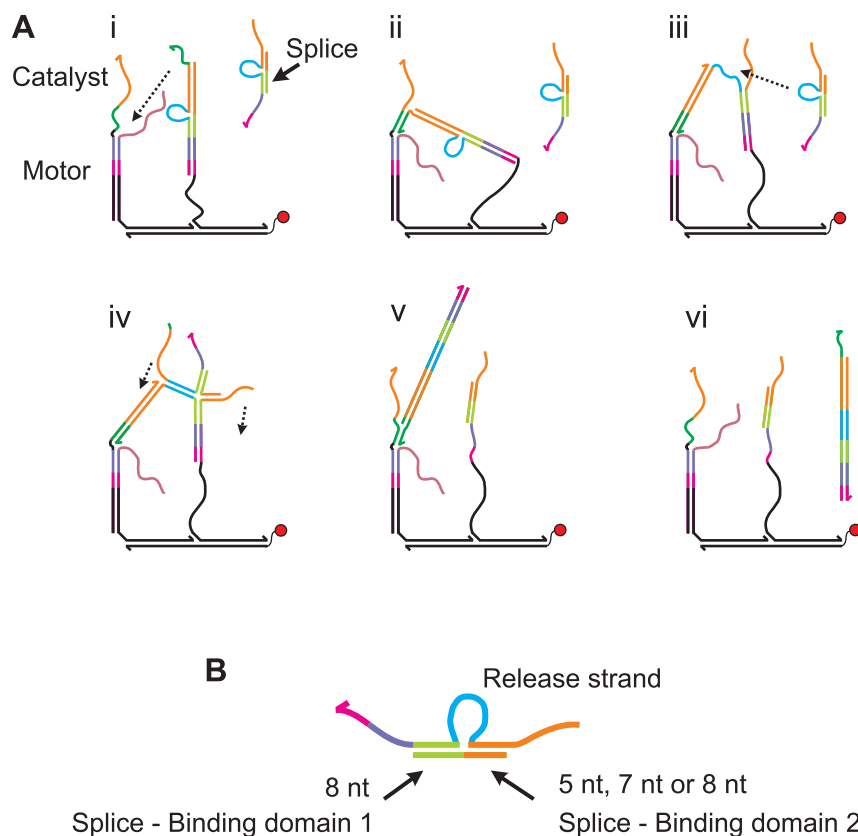 A
i
ii
iii
Splice
Catalyst
Motor
iv
v
vi
B
Release strand
8 nt
5 nt, 7 nt or 8 nt
Splice - Binding domain 1
Splice - Binding domain 2